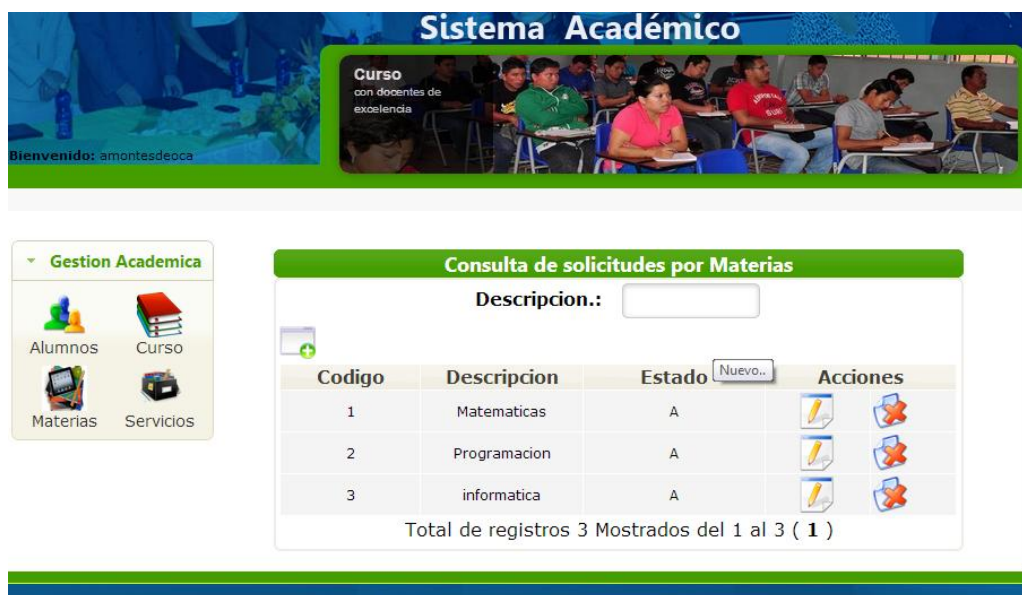 Sistema Académico
Curso
con docentes de
excelencia
Bienvenido: amontesdeoca
Gestion Academica
Alumnos Curso
Materias Servicios
Consulta de solicitudes por Materias
Descripcion.:
Nuevo..
Codigo Descripcion Estado Acciones
1 Matematicas A
2 Programacion A
3 informatica A
Total de registros 3 Mostrados del 1 al 3 ( 1 )